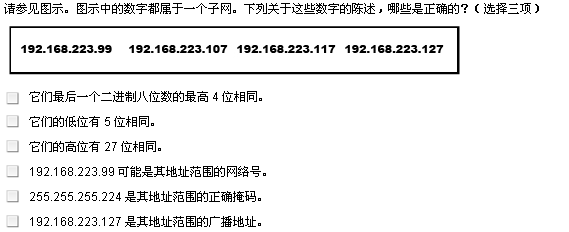 请参见图示。图示中的数字都属于一个子网。下列关于这些数字的陈述，哪些是正确的？（选择三项）
192.168.223.99 192.168.223.107 192.168.223.117 192.168.223.127
它们最后一个二进制八位数的最高 4 位相同。
它们的低位有 5 位相同。
它们的高位有 27 位相同。
192.168.223.99 可能是其地址范围的网络号。
255.255.255.224 是其地址范围的正确掩码。
192.168.223.127 是其地址范围的广播地址。